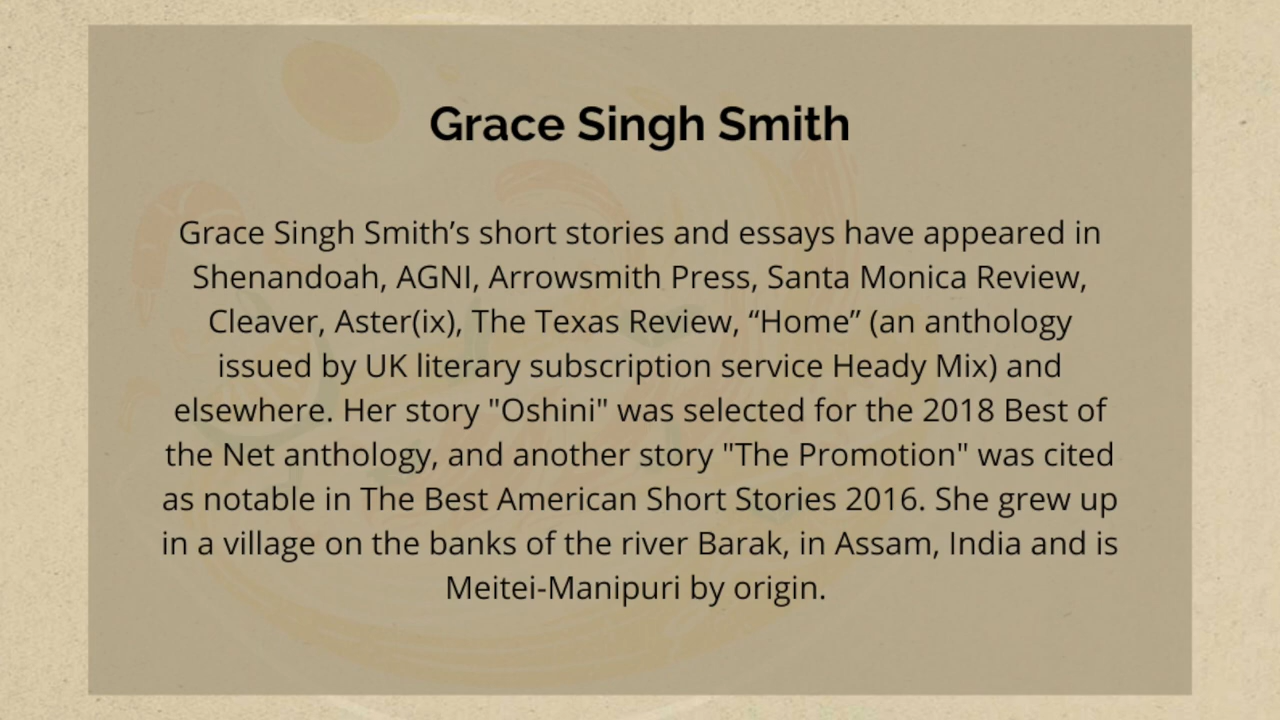 Grace Singh Smith
Grace Singh Smith’s short stories and essays have appeared in
Shenandoah, AGNI, Arrowsmith Press, Santa Monica Review,
Cleaver, Aster(ix), The Texas Review, “Home” (an anthology
issued by UK literary subscription service Heady Mix) and
elsewhere. Her story "Oshini" was selected for the 2018 Best of
the Net anthology, and another story "The Promotion" was cited
as notable in The Best American Short Stories 2016. She grew up
in a village on the banks of the river Barak, in Assam, India and is
Meitei-Manipuri by origin.